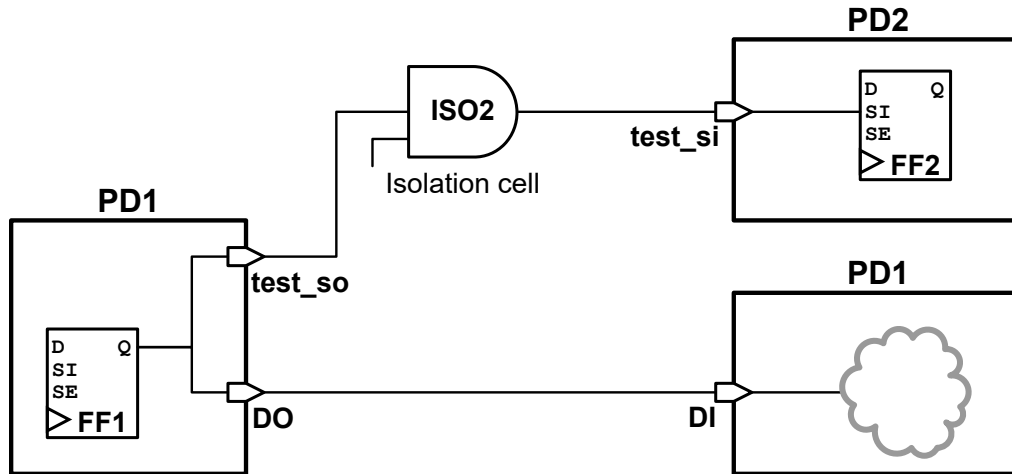 PD2
D Q
SI
SE
FF2
ISO2
test_si
Isolation cell
PD1
test_so
D Q
SI
SE
FF1
DO
PD1
DI